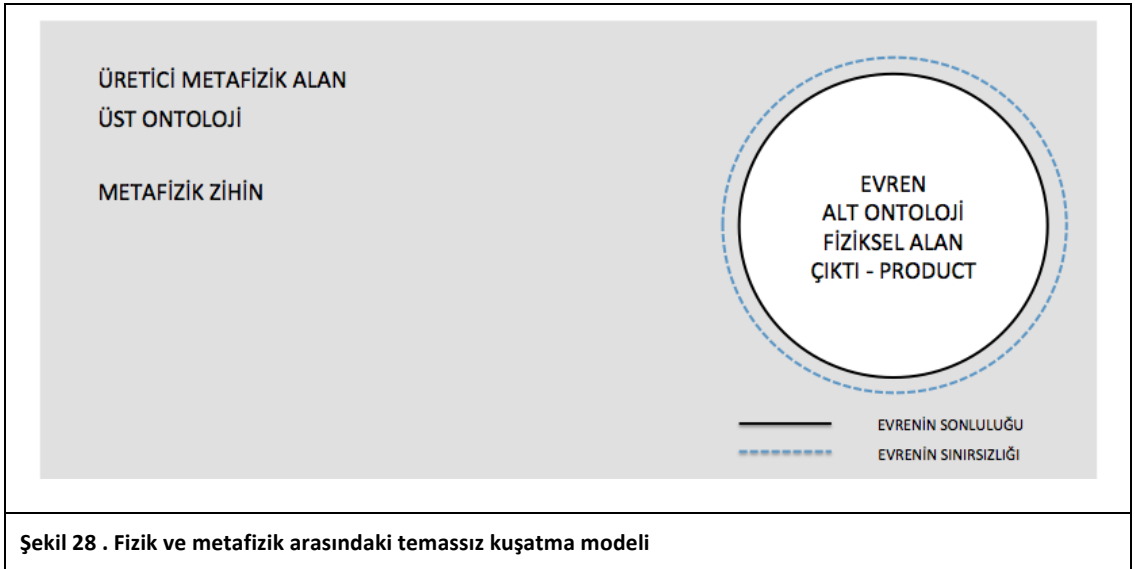 ÜRETİCİ METAFİZİK ALAN
ÜST ONTOLOJİ
METAFİZİK ZİHİN
EVREN
ALT ONTOLOJİ
FİZİKSEL ALAN
ÇIKTI - PRODUCT
EVRENİN SONLULUĞU
EVRENİN SINIRSIZLIĞI
Şekil 28 . Fizik ve metafizik arasındaki temassız kuşatma modeli